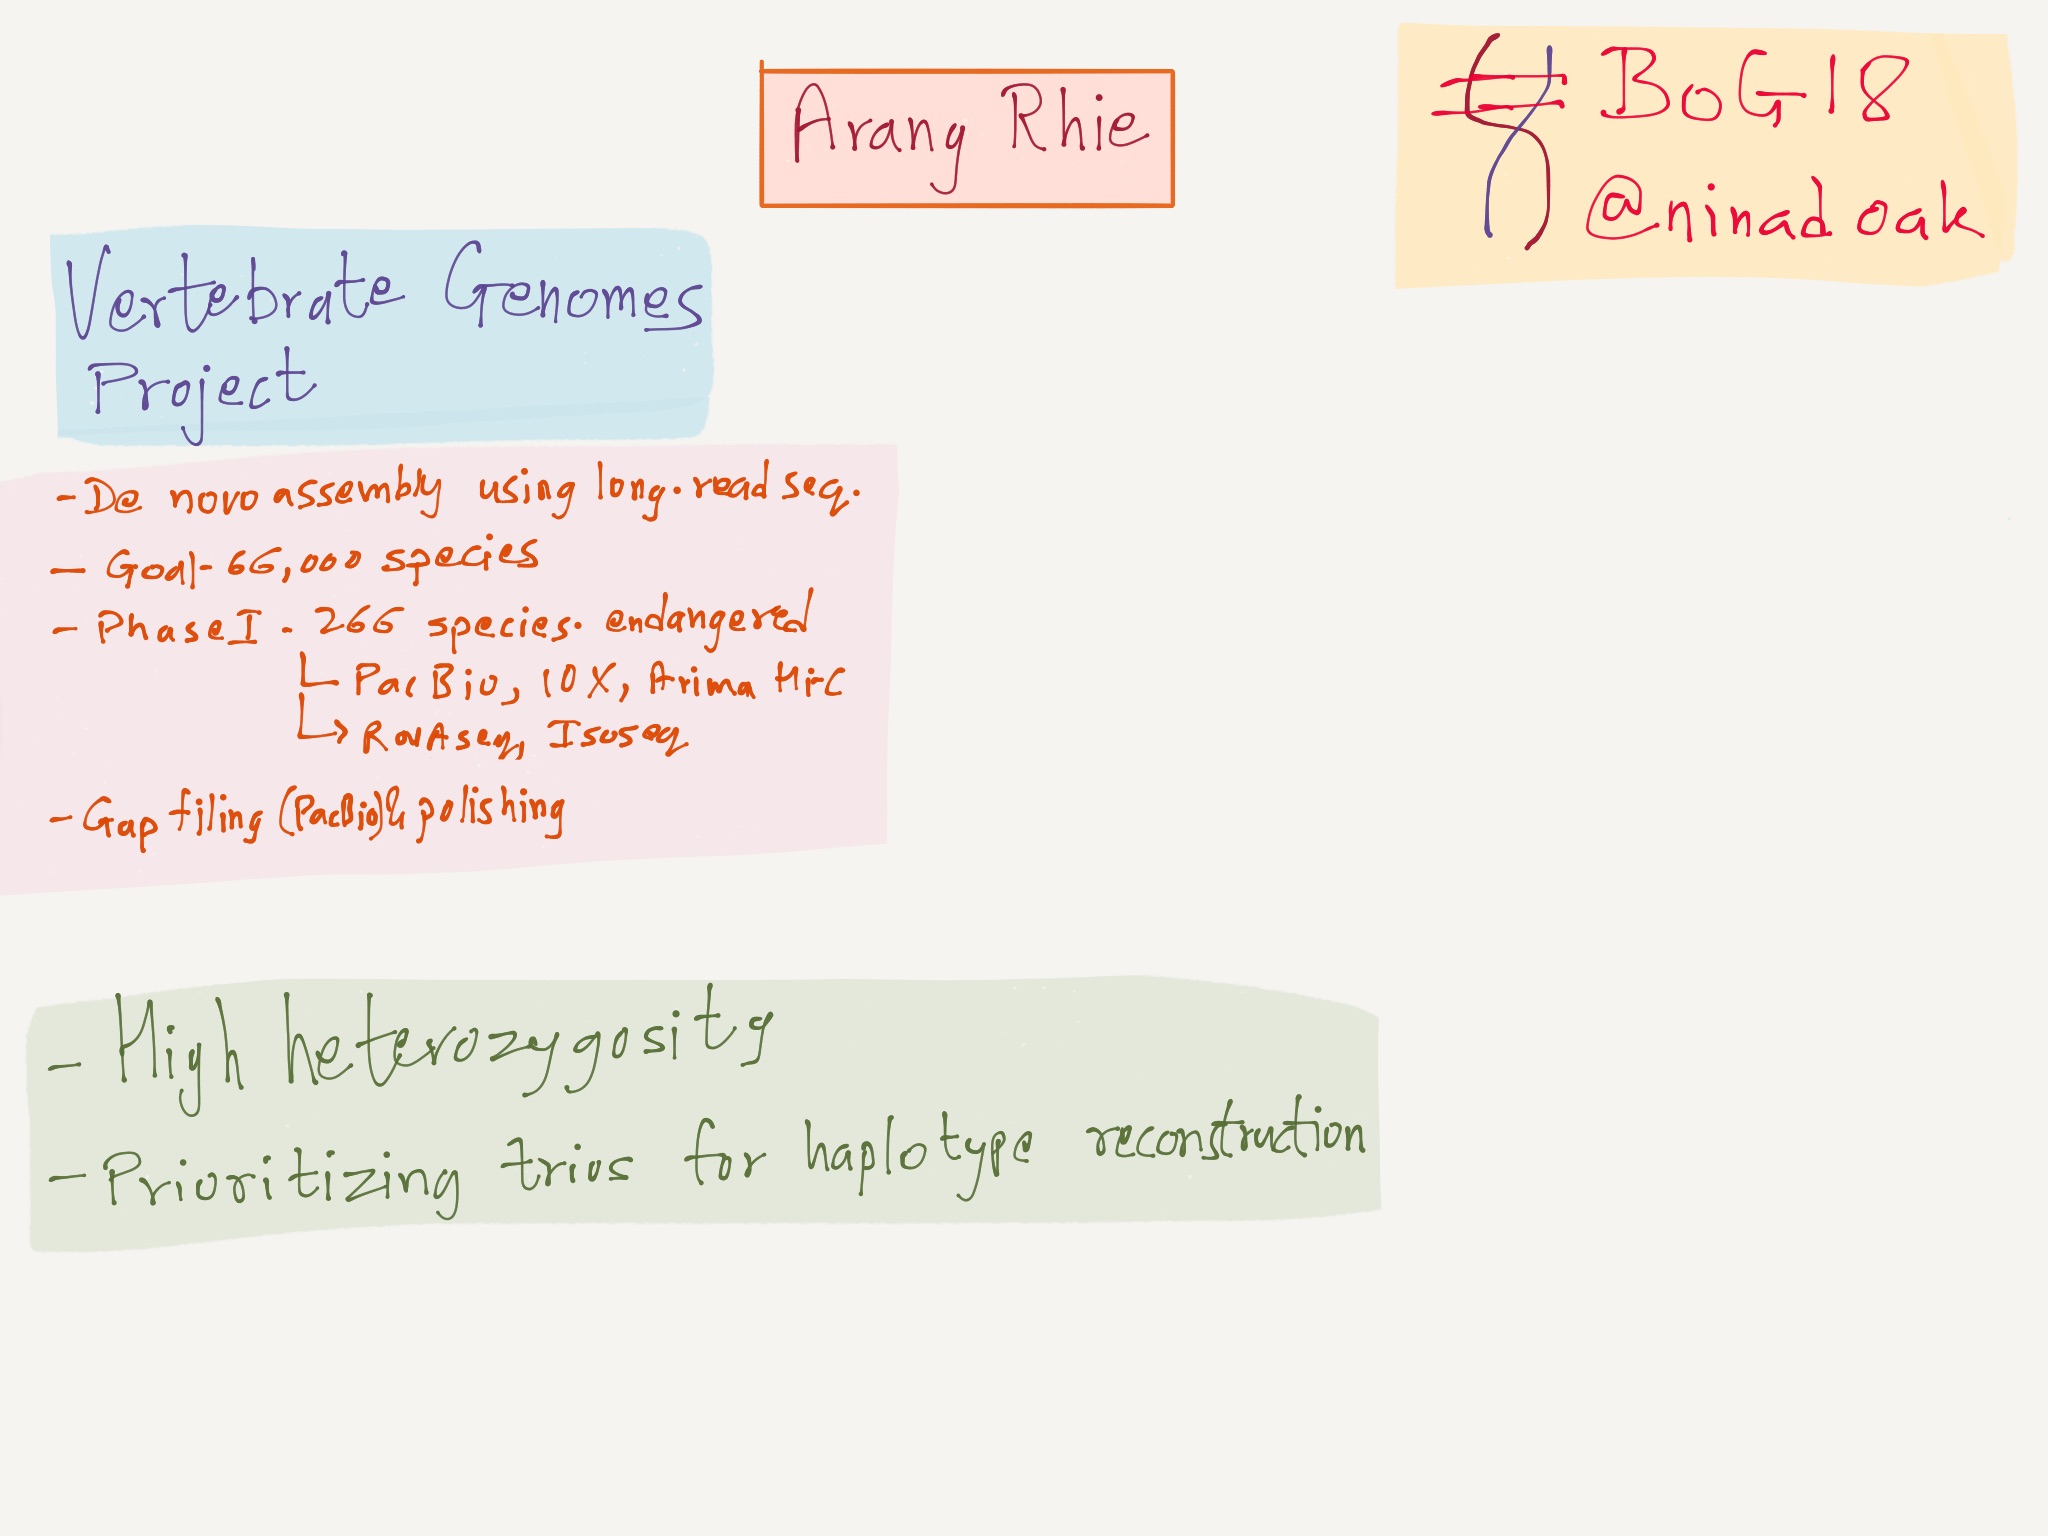 Arang Rhie
# BoG18
@ninadoak
Vertebrate Genomes
Project
- De novo assembly using long.read seq.
- Goal - 66,000 species
- Phase I - 266 species. endangered
PacBio, 10X, Arima Hi-C
RNAseq, Isoseq
- Gap filing (PacBio) & polishing
- High heterozygosity
- Prioritizing trios for haplotype reconstruction